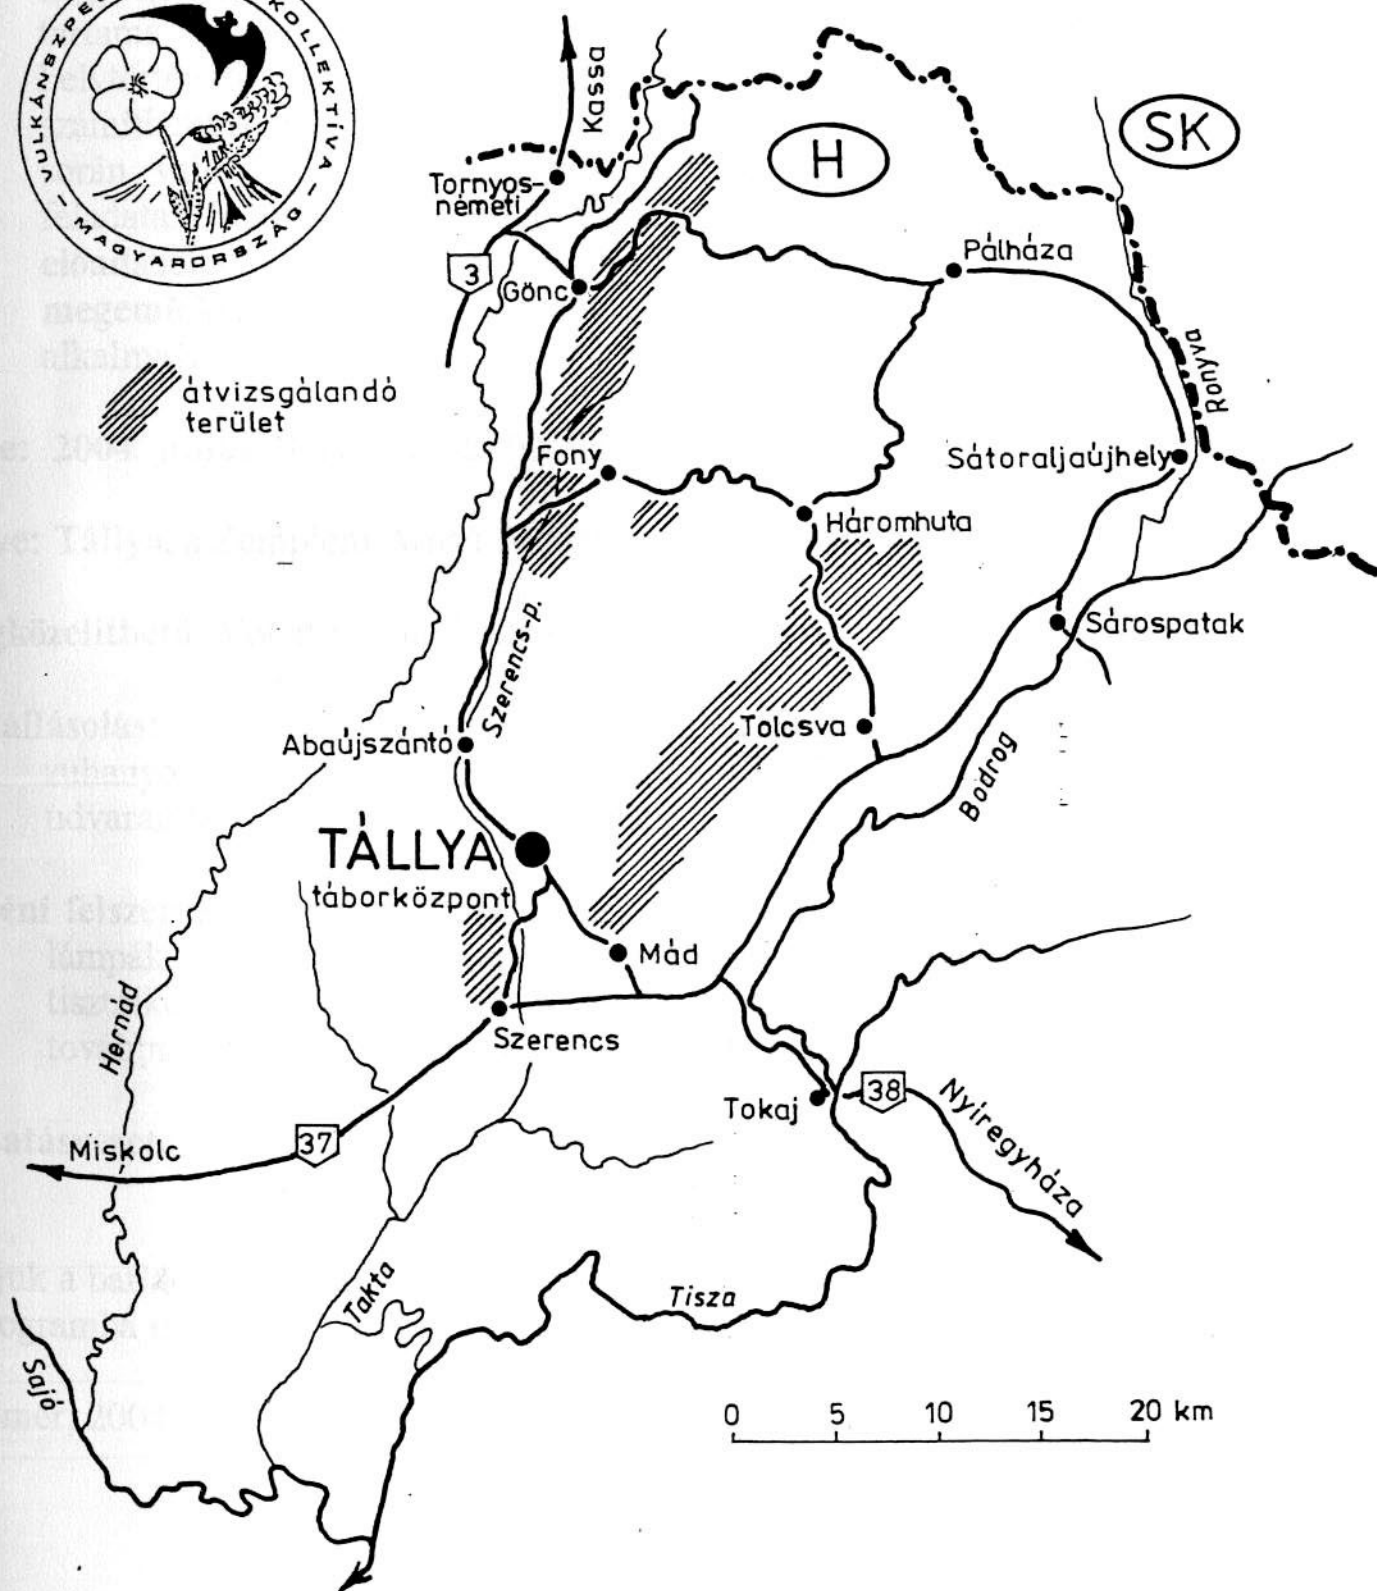 VULKÁNSZPE
KOLLEKTÍVA – MAGYARORSZÁG –
Kassa
H
SK
Tornyos-
németi
3
Gönc
Pálháza
Ronyva
átvizsgálandó
terület
Fony
Sátoraljaújhely
Háromhuta
Szerencs-p.
Sárospatak
Abaújszántó
Tolcsva
Bodrog
TÁLLYA
táborközpont
Mád
Hernád
Szerencs
Tokaj
38
Nyíregyháza
37
Miskolc
Takta
Tisza
Sajó
0 5 10 15 20 km